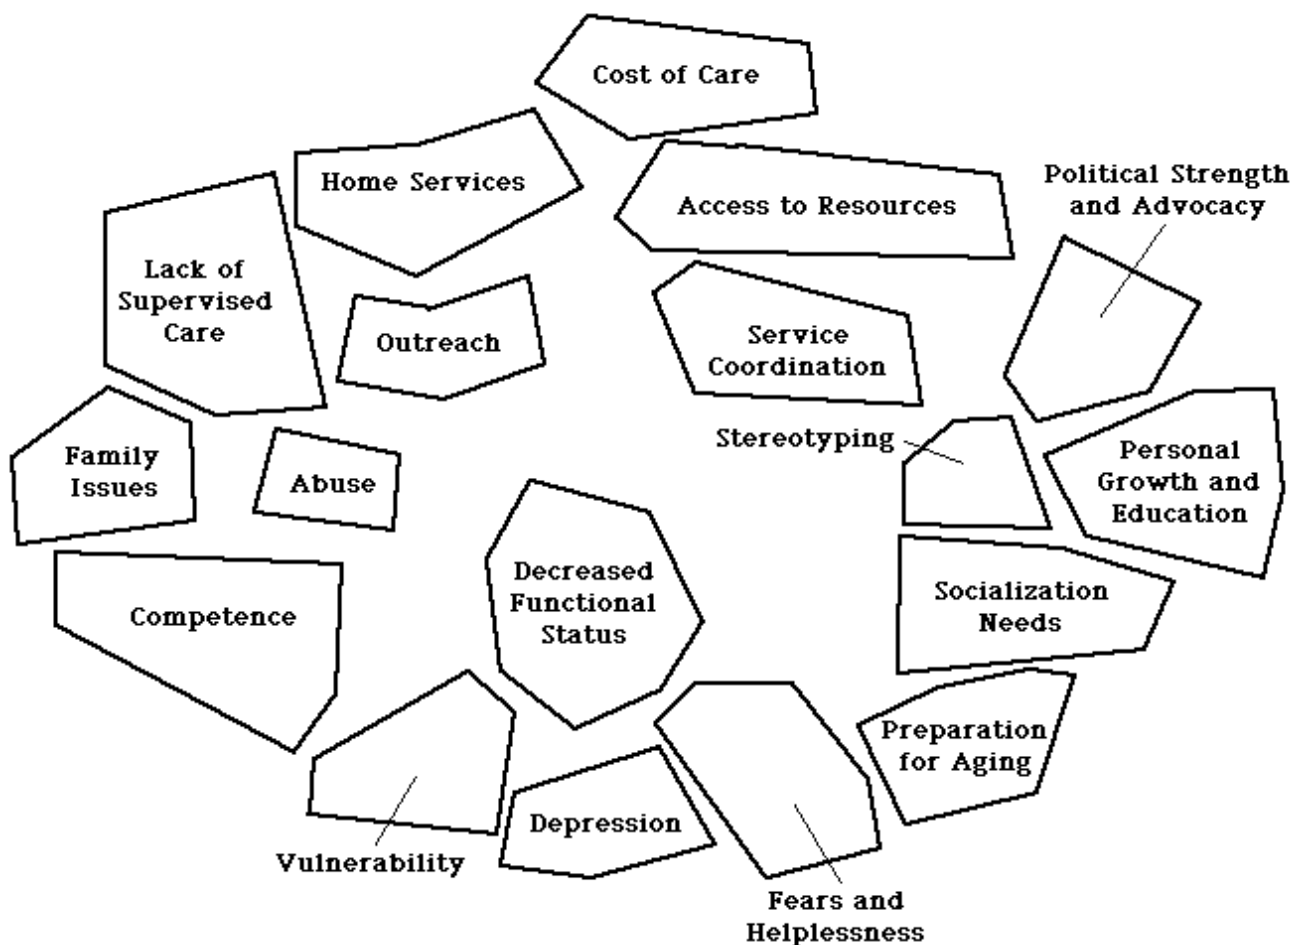 Cost of Care
Home Services
Access to Resources
Political Strength
and Advocacy
Lack of
Supervised
Care
Outreach
Service
Coordination
Stereotyping
Family
Issues
Abuse
Personal
Growth and
Education
Decreased
Functional
Status
Competence
Socialization
Needs
Preparation
for Aging
Depression
Vulnerability
Fears and
Helplessness